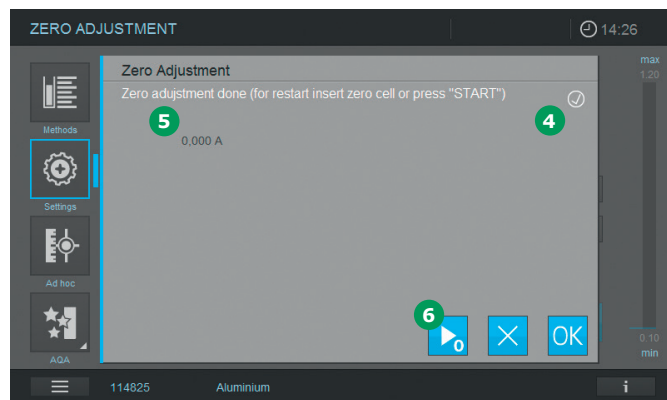 ZERO ADJUSTMENT
14:26
Zero Adjustment
Zero adujstment done (for restart insert zero cell or press "START")
5
4
0,000 A
max
1.20
Methods
Settings
Ad hoc
AQA
6
0
OK
0.10
min
114825 Aluminium
i